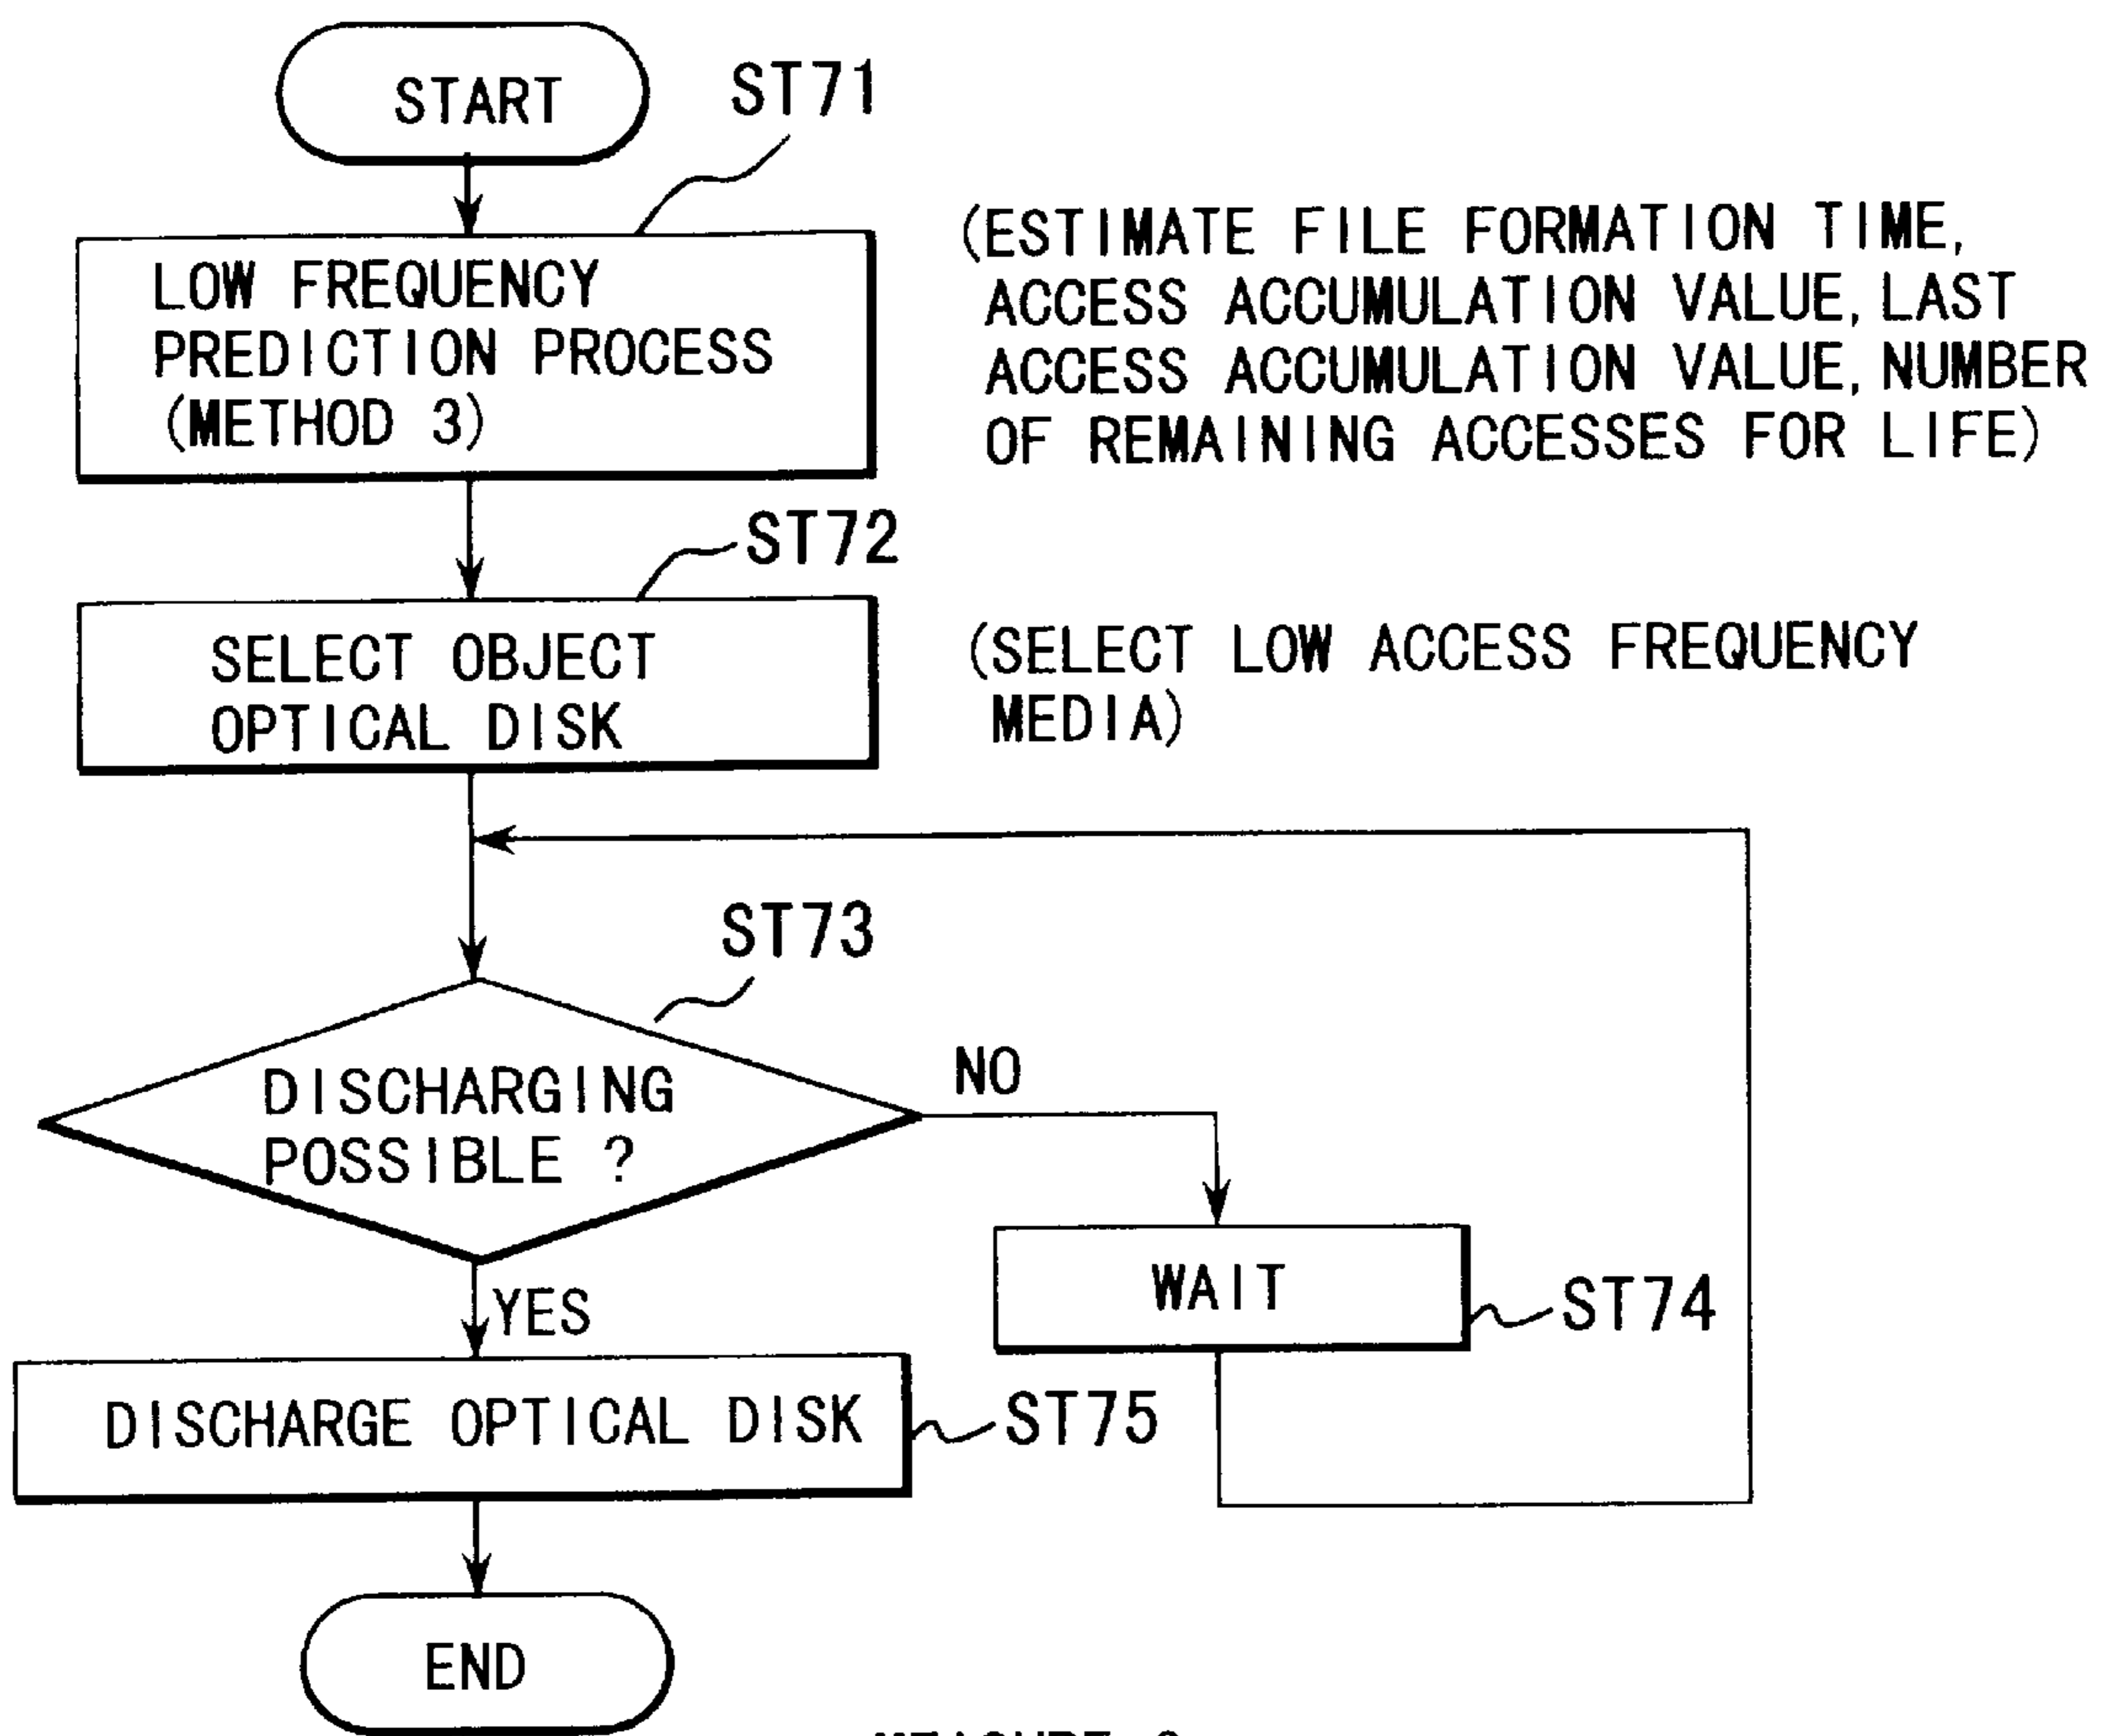 START
ST71
LOW FREQUENCY
PREDICTION PROCESS
(METHOD 3)
(ESTIMATE FILE FORMATION TIME,
ACCESS ACCUMULATION VALUE, LAST
ACCESS ACCUMULATION VALUE, NUMBER
OF REMAINING ACCESSES FOR LIFE)
ST72
SELECT OBJECT
OPTICAL DISK
(SELECT LOW ACCESS FREQUENCY
MEDIA)
ST73
DISCHARGING
POSSIBLE ?
NO
WAIT
ST74
YES
DISCHARGE OPTICAL DISK
ST75
END